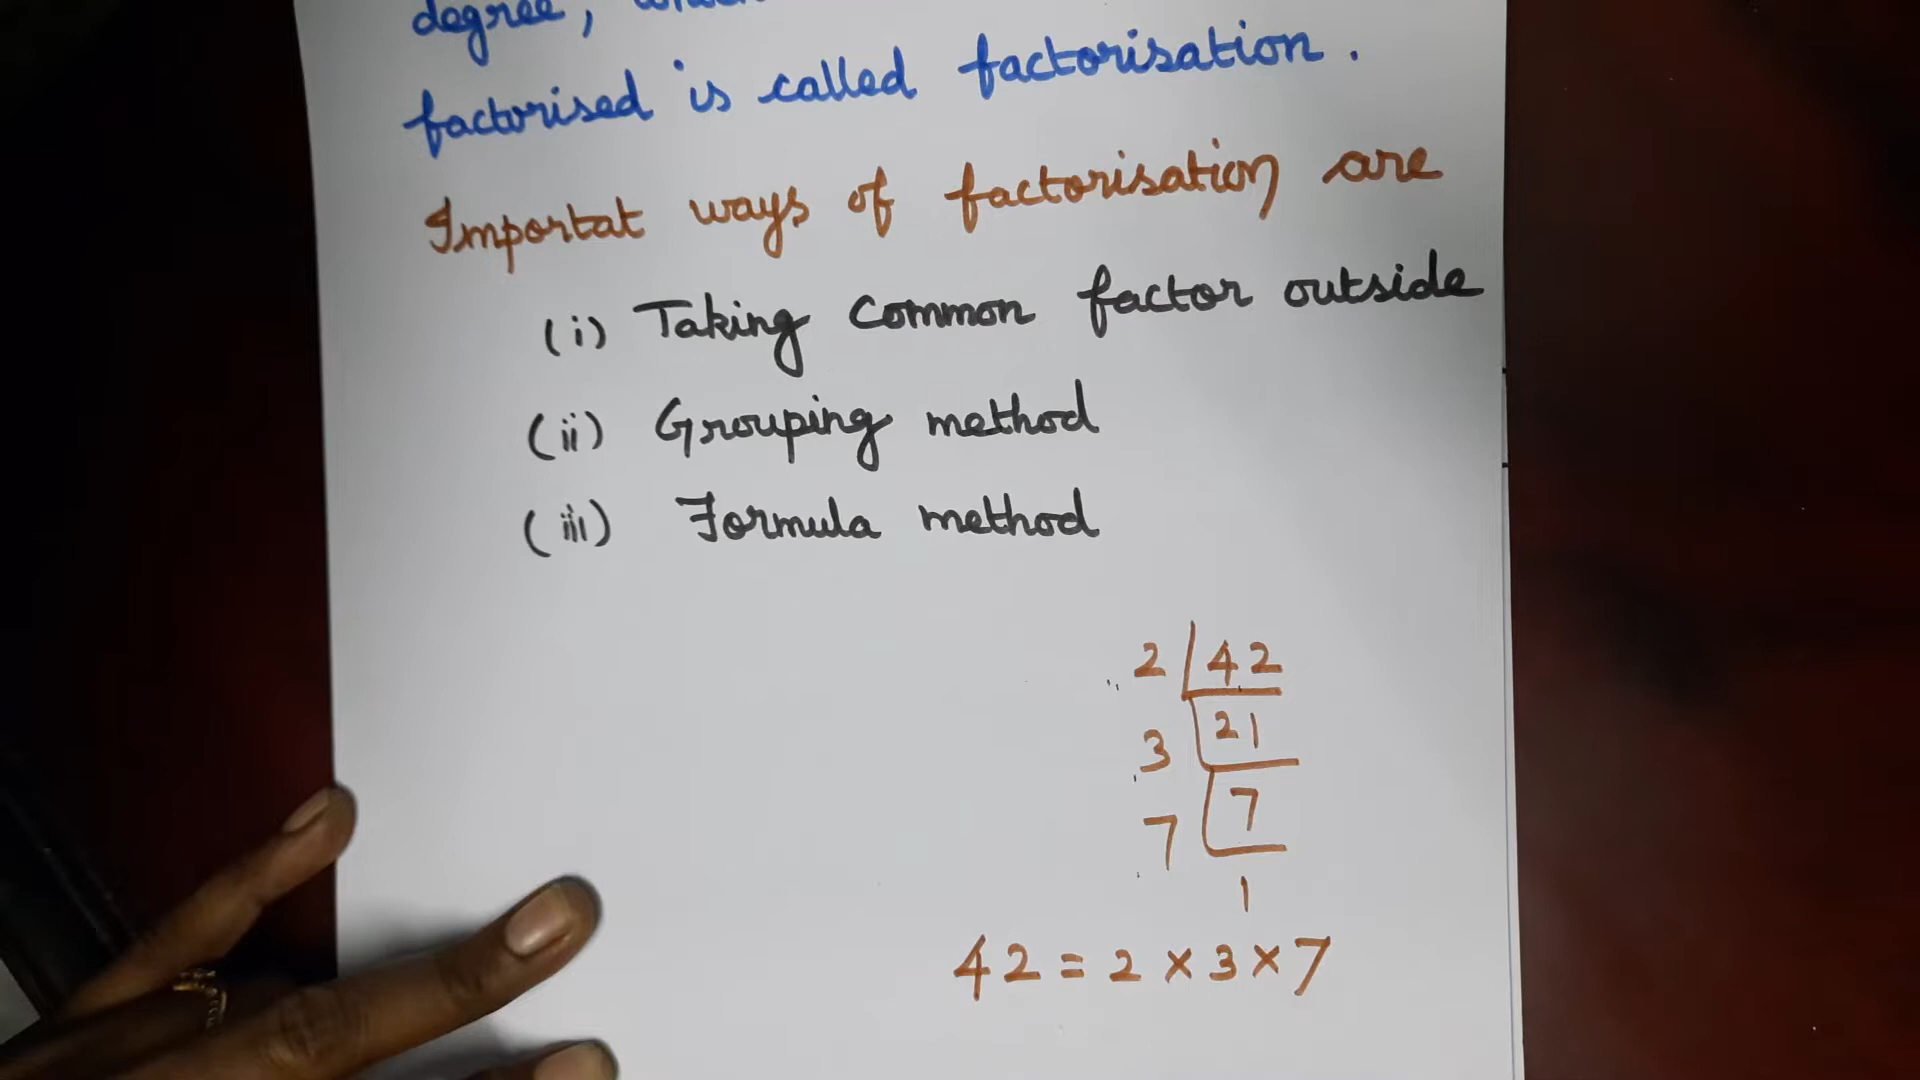 degree,
factorised is called factorisation.
Importat ways of factorisation are
(i) Taking common factor outside
(ii) Grouping method
(iii) Formula method
2 | 42
3 | 21
7 | 7
1
42 = 2 × 3 × 7